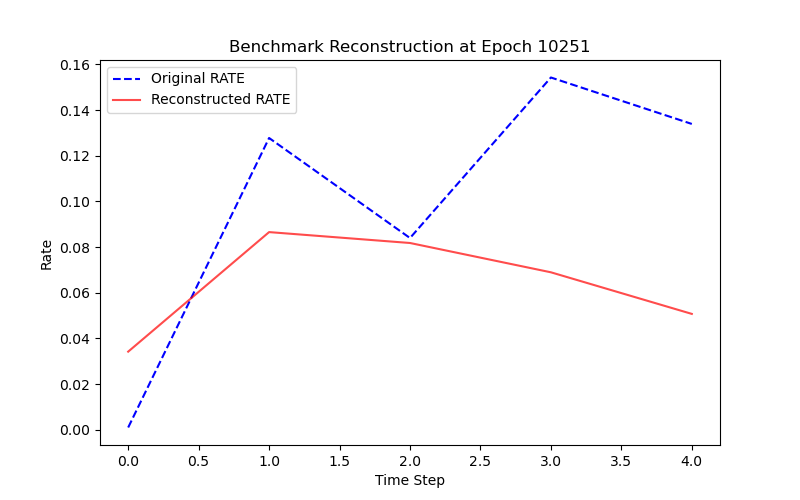 Benchmark Reconstruction at Epoch 10251
Original RATE
Reconstructed RATE
Rate
0.16
0.14
0.12
0.10
0.08
0.06
0.04
0.02
0.00
0.0 0.5 1.0 1.5 2.0 2.5 3.0 3.5 4.0
Time Step